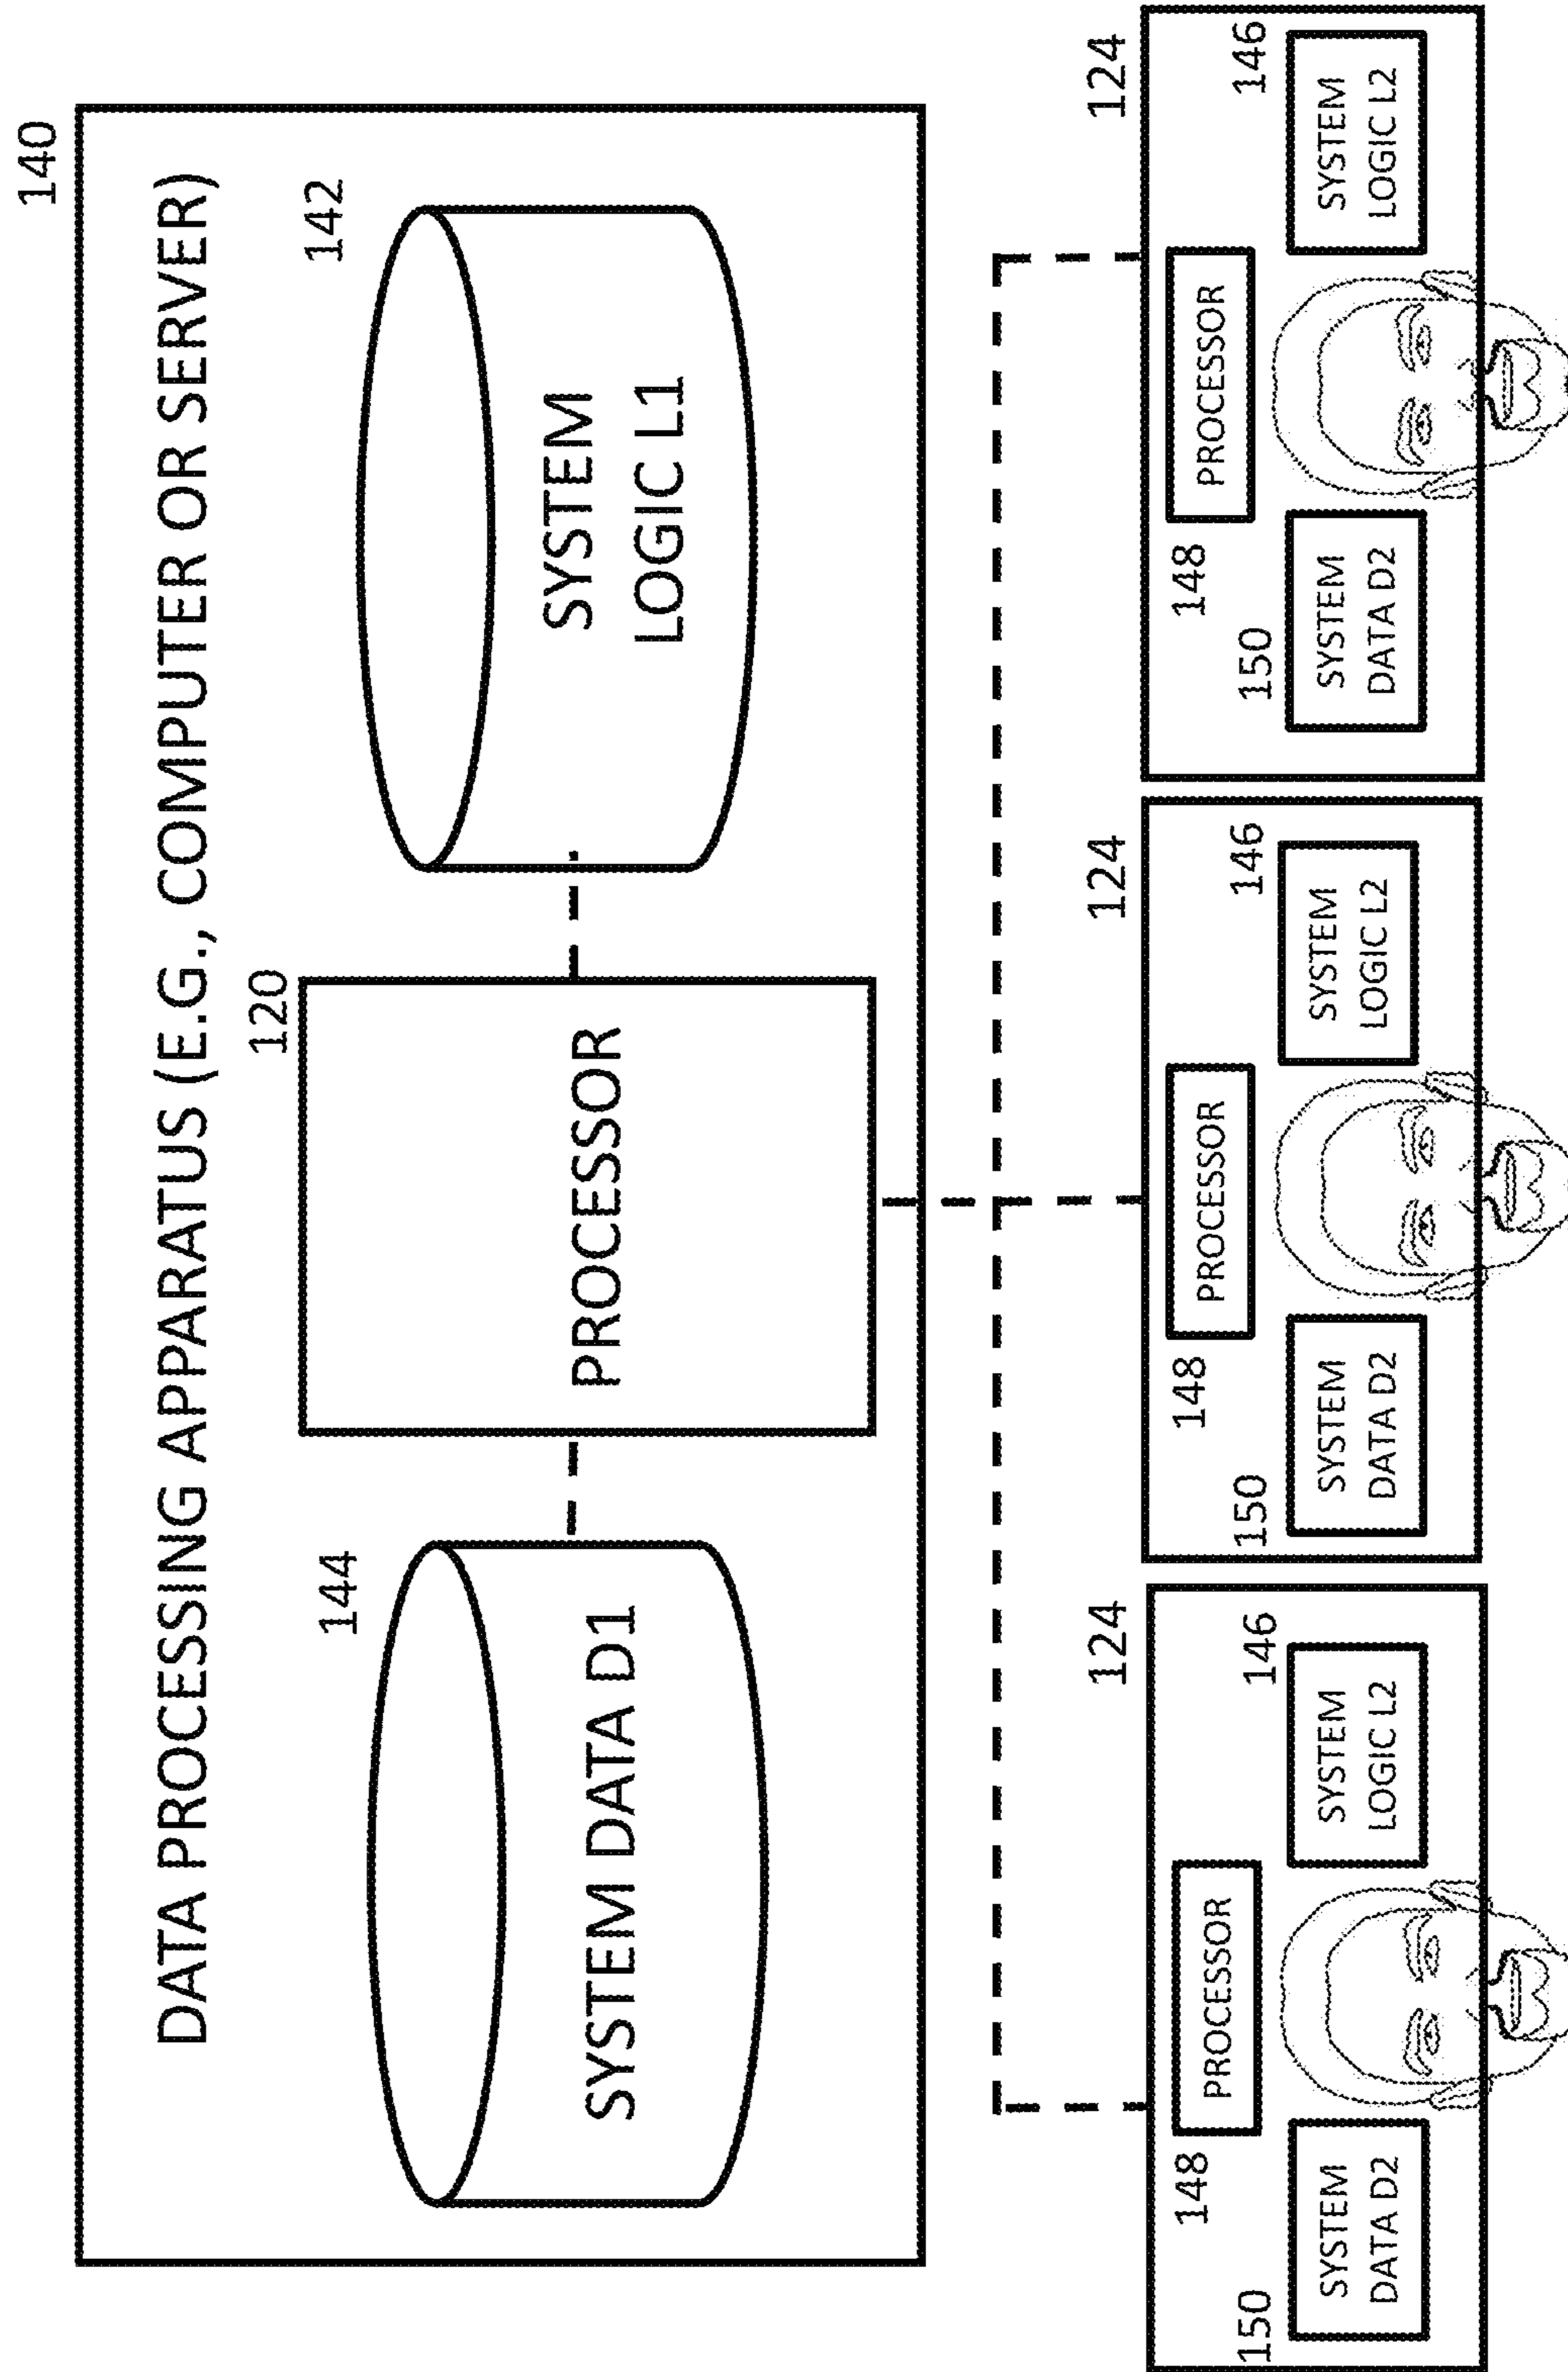 140
DATA PROCESSING APPARATUS (E.G., COMPUTER OR SERVER)
144
SYSTEM DATA D1
120
PROCESSOR
142
SYSTEM
LOGIC L1
124
148
PROCESSOR
150
SYSTEM
DATA D2
146
SYSTEM
LOGIC L2
124
148
PROCESSOR
150
SYSTEM
DATA D2
146
SYSTEM
LOGIC L2
124
148
PROCESSOR
150
SYSTEM
DATA D2
146
SYSTEM
LOGIC L2